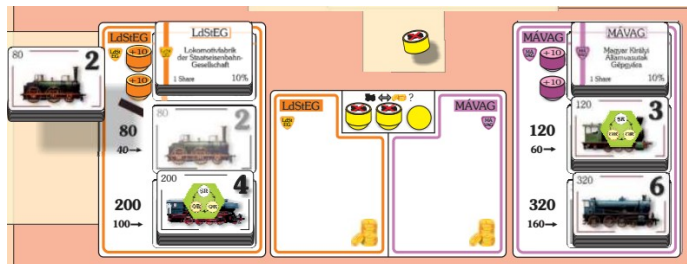 80
2
LdStEG
+10
+10
LdStEG
Lokomotivfabrik
der Staatseisenbahn-
Gesellschaft
1 Share 10%
80
40→
80
2
200
100→
200
4
LdStEG
?
MÁVAG
MÁVAG
+10
+10
MÁVAG
Magyar Királyi
Államvasutak
Gépgyára
1 Share 10%
120
60→
120
3
320
160→
320
6